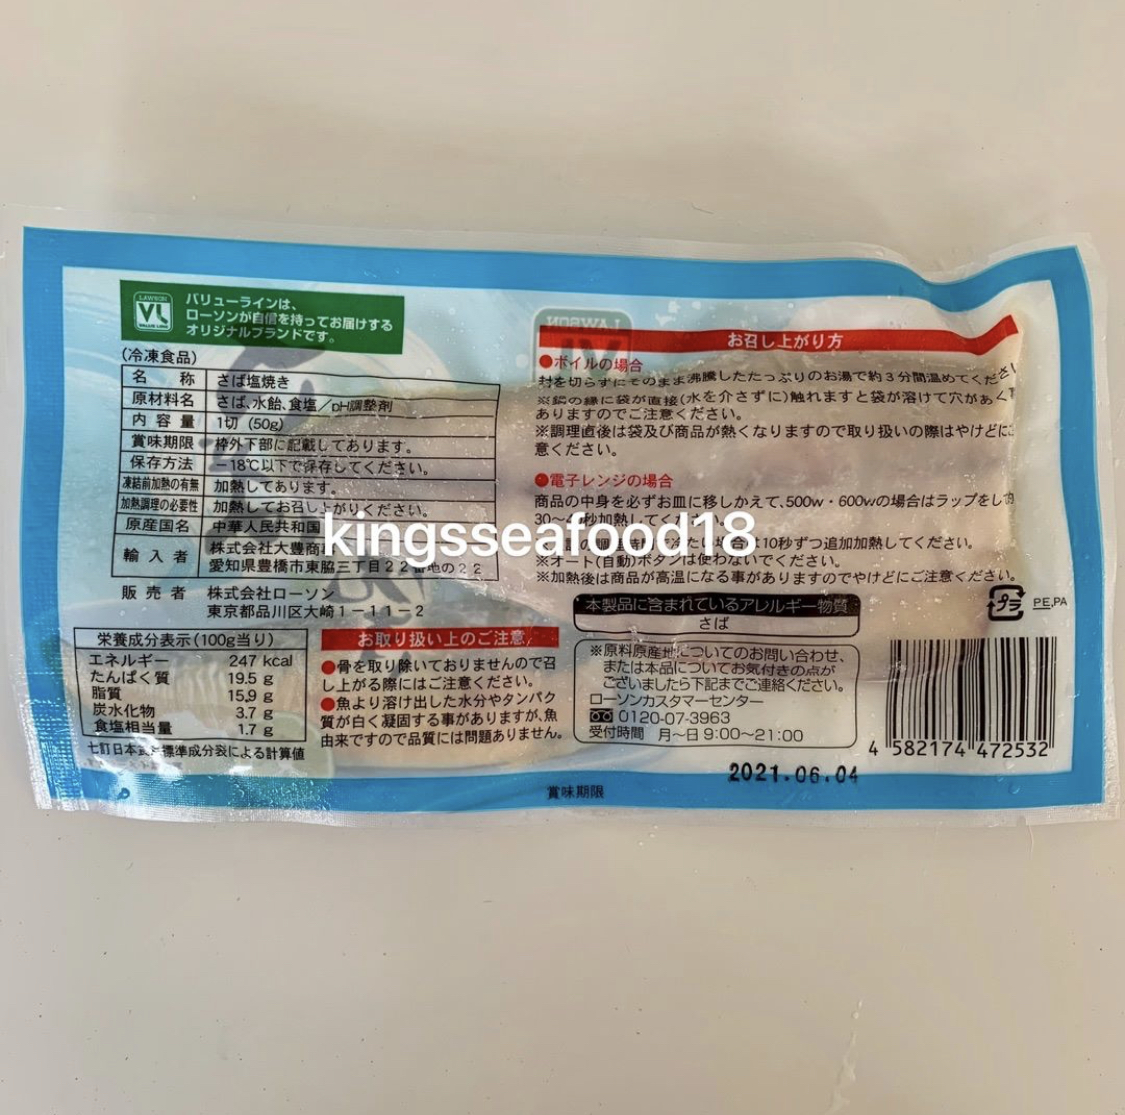 LAWSON
VL
VALUE LINE
バリューラインは、
ローソンが自信を持ってお届けする
オリジナルブランドです。
(冷凍食品)
名 称 さば塩焼き
原材料名 さば、水飴、食塩/pH調整剤
内容量 1切 (50g)
賞味期限 枠外下部に記載してあります。
保存方法 −18℃以下で保存してください。
凍結前加熱の有無 加熱してあります。
加熱調理の必要性 加熱してお召し上がりください。
原産国名 中華人民共和国
輸入者 株式会社大豊商
愛知県豊橋市東脇三丁目22番地の22
販売者 株式会社ローソン
東京都品川区大崎1−11−2
栄養成分表示(100g当り)
エネルギー 247 kcal
たんぱく質 19.5 g
脂質 15.9 g
炭水化物 3.7 g
食塩相当量 1.7 g
七訂日本食品標準成分表による計算値
お取り扱い上のご注意
●骨を取り除いておりませんので召
し上がる際にはご注意ください。
●魚より溶け出した水分やタンパク
質が白く凝固する事がありますが、魚
由来ですので品質には問題ありません。
お召し上がり方
●ボイルの場合
封を切らずにそのまま沸騰したたっぷりのお湯で約3分間温めてくださ
※鍋の縁に袋が直接(水を介さずに)触れますと袋が溶けて穴があく
ありますのでご注意ください。
※調理直後は袋及び商品が熱くなりますので取り扱いの際はやけどに
意ください。
●電子レンジの場合
商品の中身を必ずお皿に移しかえて、500w・600wの場合はラップをし
30〜40秒加熱してください。
は10秒ずつ追加加熱してください。
※オート(自動)ボタンは使わないでください。
※加熱後は商品が高温になる事がありますのでやけどにご注意ください。
kingsseafood18
本製品に含まれているアレルギー物質
さば
プラ
PE,PA
※原料原産地についてのお問い合わせ、
または本品についてお気付きの点が
ございましたら下記までご連絡ください。
ローソンカスタマーセンター
0120-07-3963
受付時間 月〜日 9:00〜21:00
4 582174 472532
2021.06.04
賞味期限